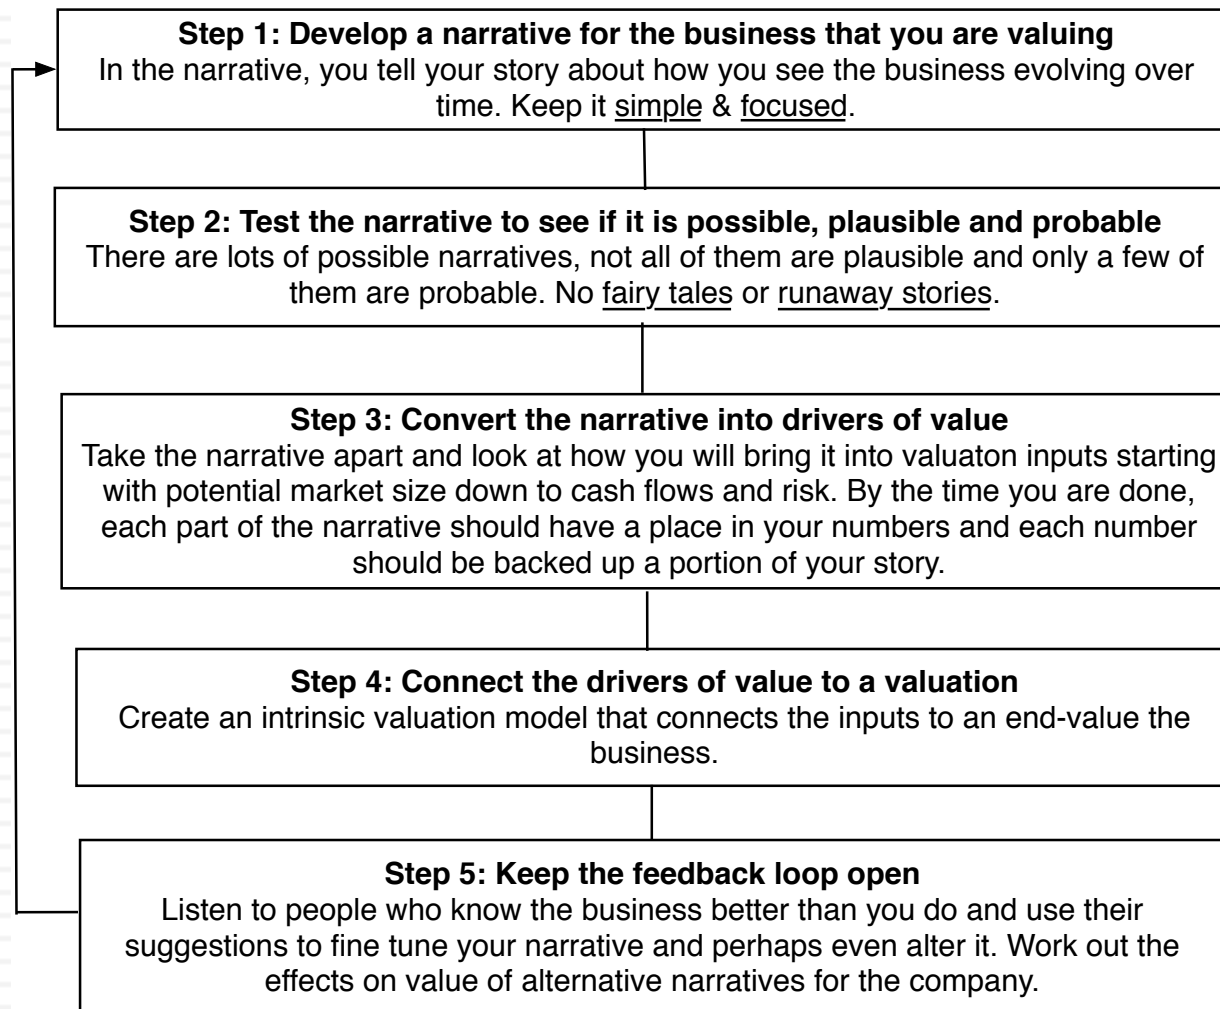 Step 1: Develop a narrative for the business that you are valuing
In the narrative, you tell your story about how you see the business evolving over
time. Keep it simple & focused.
Step 2: Test the narrative to see if it is possible, plausible and probable
There are lots of possible narratives, not all of them are plausible and only a few of
them are probable. No fairy tales or runaway stories.
Step 3: Convert the narrative into drivers of value
Take the narrative apart and look at how you will bring it into valuaton inputs starting
with potential market size down to cash flows and risk. By the time you are done,
each part of the narrative should have a place in your numbers and each number
should be backed up a portion of your story.
Step 4: Connect the drivers of value to a valuation
Create an intrinsic valuation model that connects the inputs to an end-value the
business.
Step 5: Keep the feedback loop open
Listen to people who know the business better than you do and use their
suggestions to fine tune your narrative and perhaps even alter it. Work out the
effects on value of alternative narratives for the company.